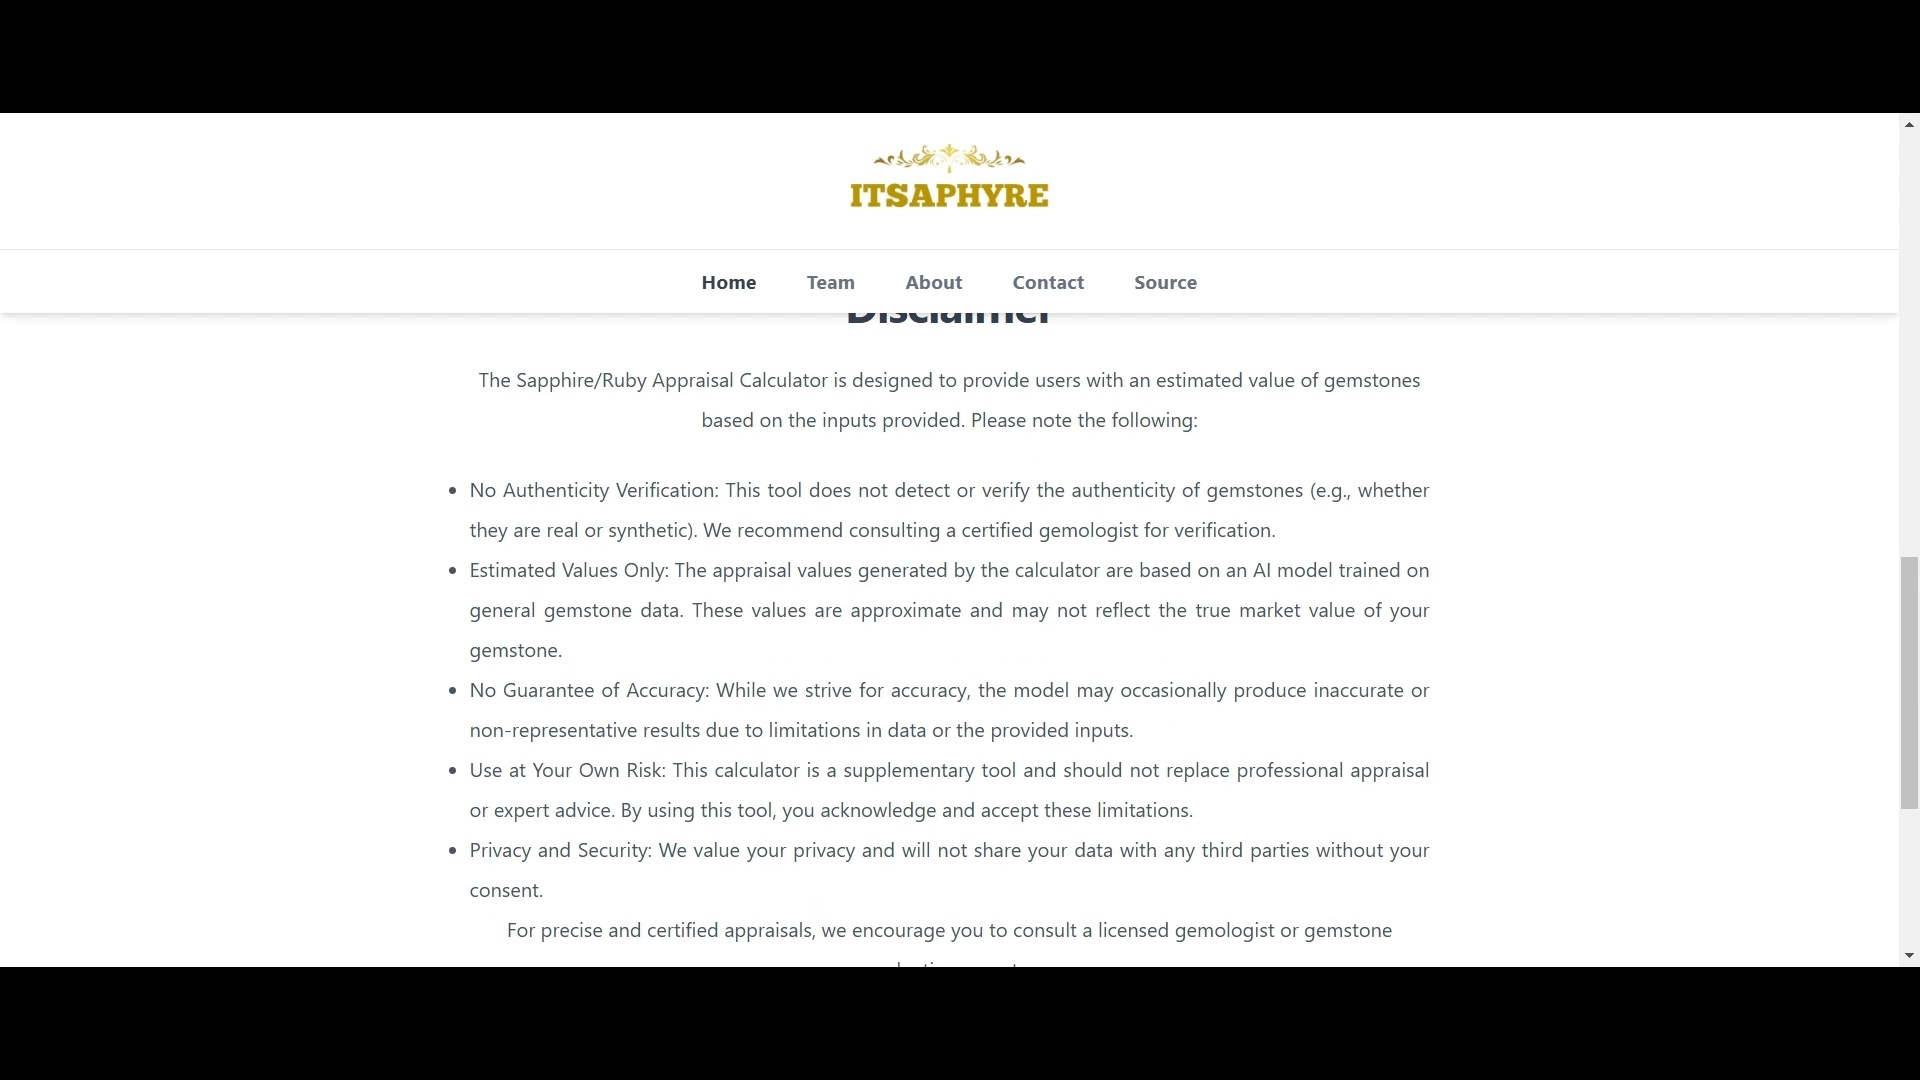 ITSAPHYRE
Home Team About Contact Source
Disclaimer
The Sapphire/Ruby Appraisal Calculator is designed to provide users with an estimated value of gemstones
based on the inputs provided. Please note the following:
• No Authenticity Verification: This tool does not detect or verify the authenticity of gemstones (e.g., whether
they are real or synthetic). We recommend consulting a certified gemologist for verification.
• Estimated Values Only: The appraisal values generated by the calculator are based on an AI model trained on
general gemstone data. These values are approximate and may not reflect the true market value of your
gemstone.
• No Guarantee of Accuracy: While we strive for accuracy, the model may occasionally produce inaccurate or
non-representative results due to limitations in data or the provided inputs.
• Use at Your Own Risk: This calculator is a supplementary tool and should not replace professional appraisal
or expert advice. By using this tool, you acknowledge and accept these limitations.
• Privacy and Security: We value your privacy and will not share your data with any third parties without your
consent.
For precise and certified appraisals, we encourage you to consult a licensed gemologist or gemstone